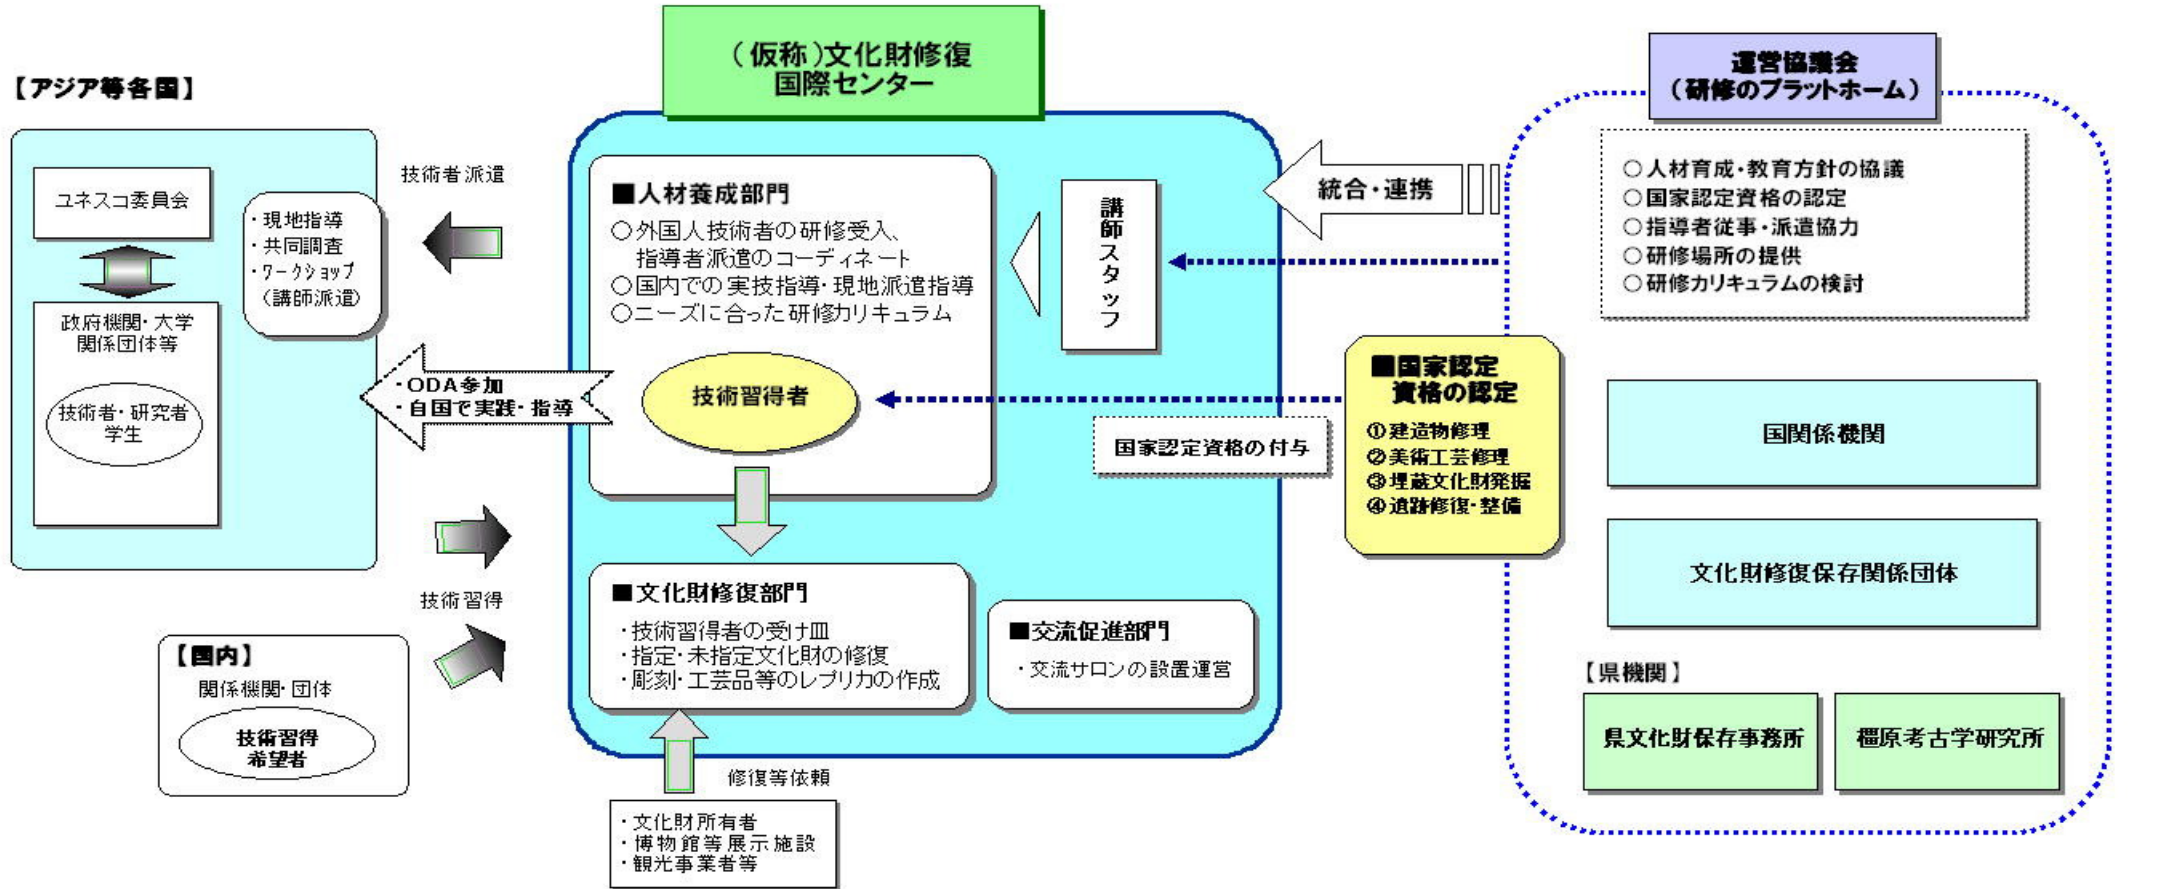 【アジア等各国】
ユネスコ委員会
政府機関・大学
関係団体等
技術者・研究者
学生
・現地指導
・共同調査
・ワークショップ
（講師派遣）
技術者派遣
・ODA参加
・自国で実践・指導
技術習得
【国内】
関係機関・団体
技術習得
希望者
（仮称）文化財修復
国際センター
■人材養成部門
○外国人技術者の研修受入、
指導者派遣のコーディネート
○国内での実技指導・現地派遣指導
○ニーズに合った研修カリキュラム
技術習得者
講師スタッフ
■文化財修復部門
・技術習得者の受け皿
・指定・未指定文化財の修復
・彫刻・工芸品等のレプリカの作成
■交流促進部門
・交流サロンの設置運営
修復等依頼
・文化財所有者
・博物館等展示施設
・観光事業者等
統合・連携
国家認定資格の付与
■国家認定
資格の認定
①建造物修理
②美術工芸修理
③埋蔵文化財発掘
④遺跡修復・整備
運営協議会
（研修のプラットホーム）
○人材育成・教育方針の協議
○国家認定資格の認定
○指導者従事・派遣協力
○研修場所の提供
○研修カリキュラムの検討
国関係機関
文化財修復保存関係団体
【県機関】
県文化財保存事務所
橿原考古学研究所